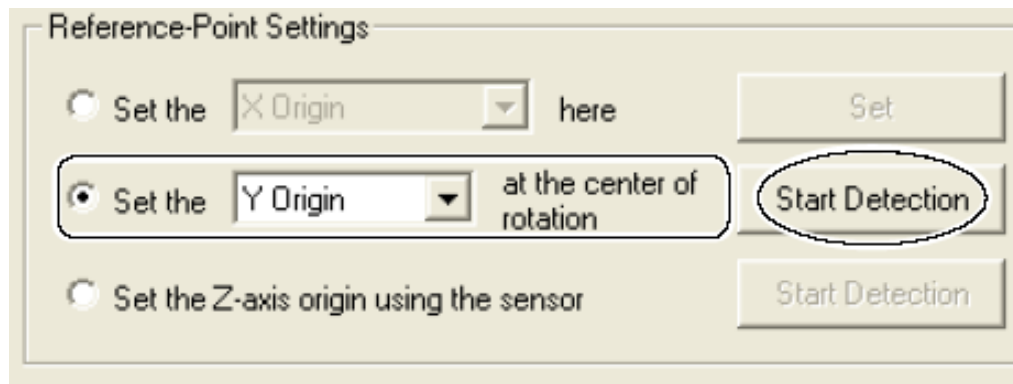 Reference-Point Settings
Set the X Origin here Set
Set the Y Origin at the center of rotation Start Detection
Set the Z-axis origin using the sensor Start Detection